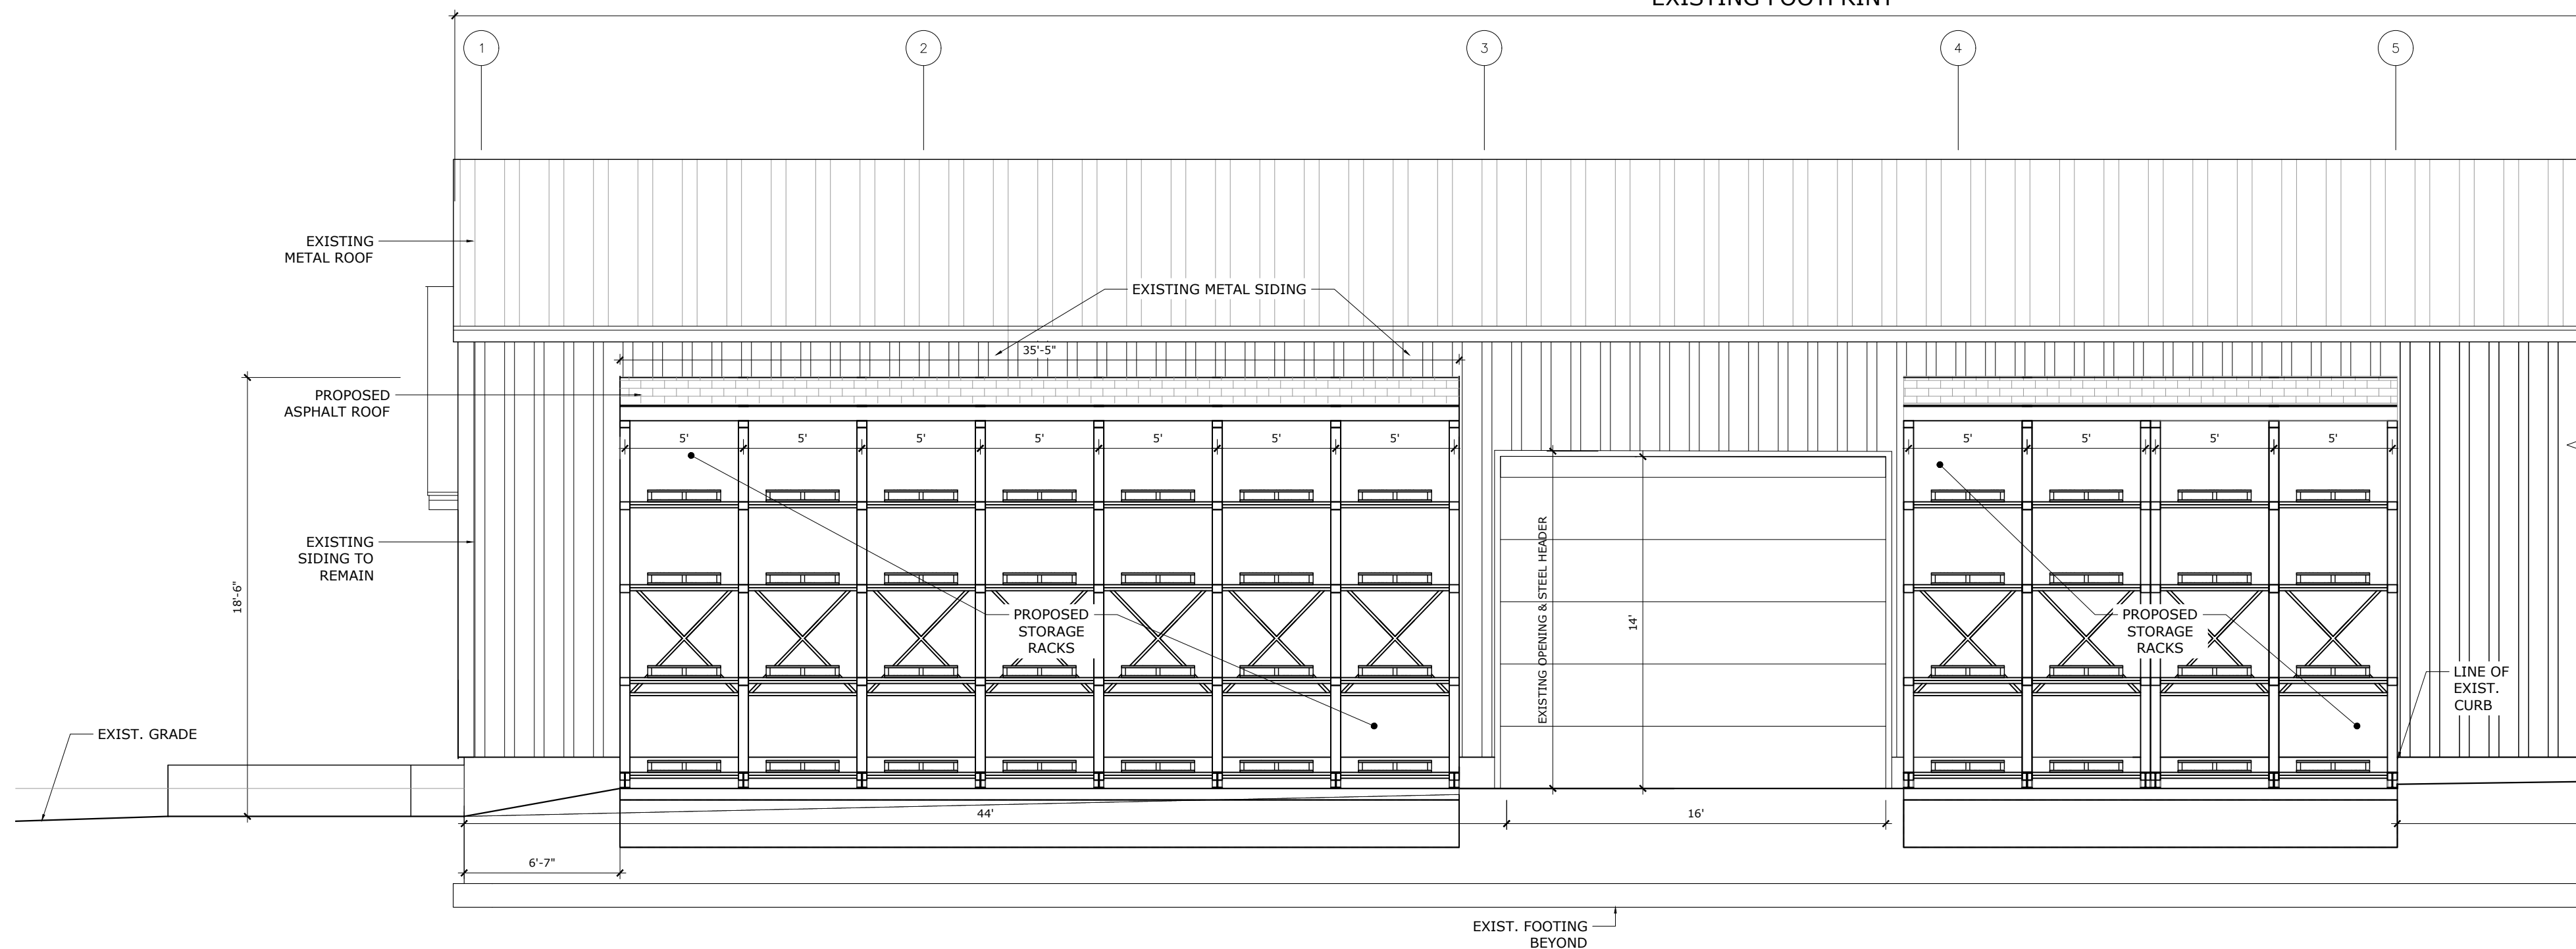 EXISTING FOOTPRINT
1
2
3
4
5
EXISTING
METAL ROOF
EXISTING METAL SIDING
35'-5"
PROPOSED
ASPHALT ROOF
5'
5'
5'
5'
5'
5'
5'
5'
5'
5'
5'
EXISTING
SIDING TO
REMAIN
18'-6"
EXISTING OPENING & STEEL HEADER
14'
PROPOSED
STORAGE
RACKS
PROPOSED
STORAGE
RACKS
LINE OF
EXIST.
CURB
EXIST. GRADE
44'
16'
6'-7"
EXIST. FOOTING
BEYOND